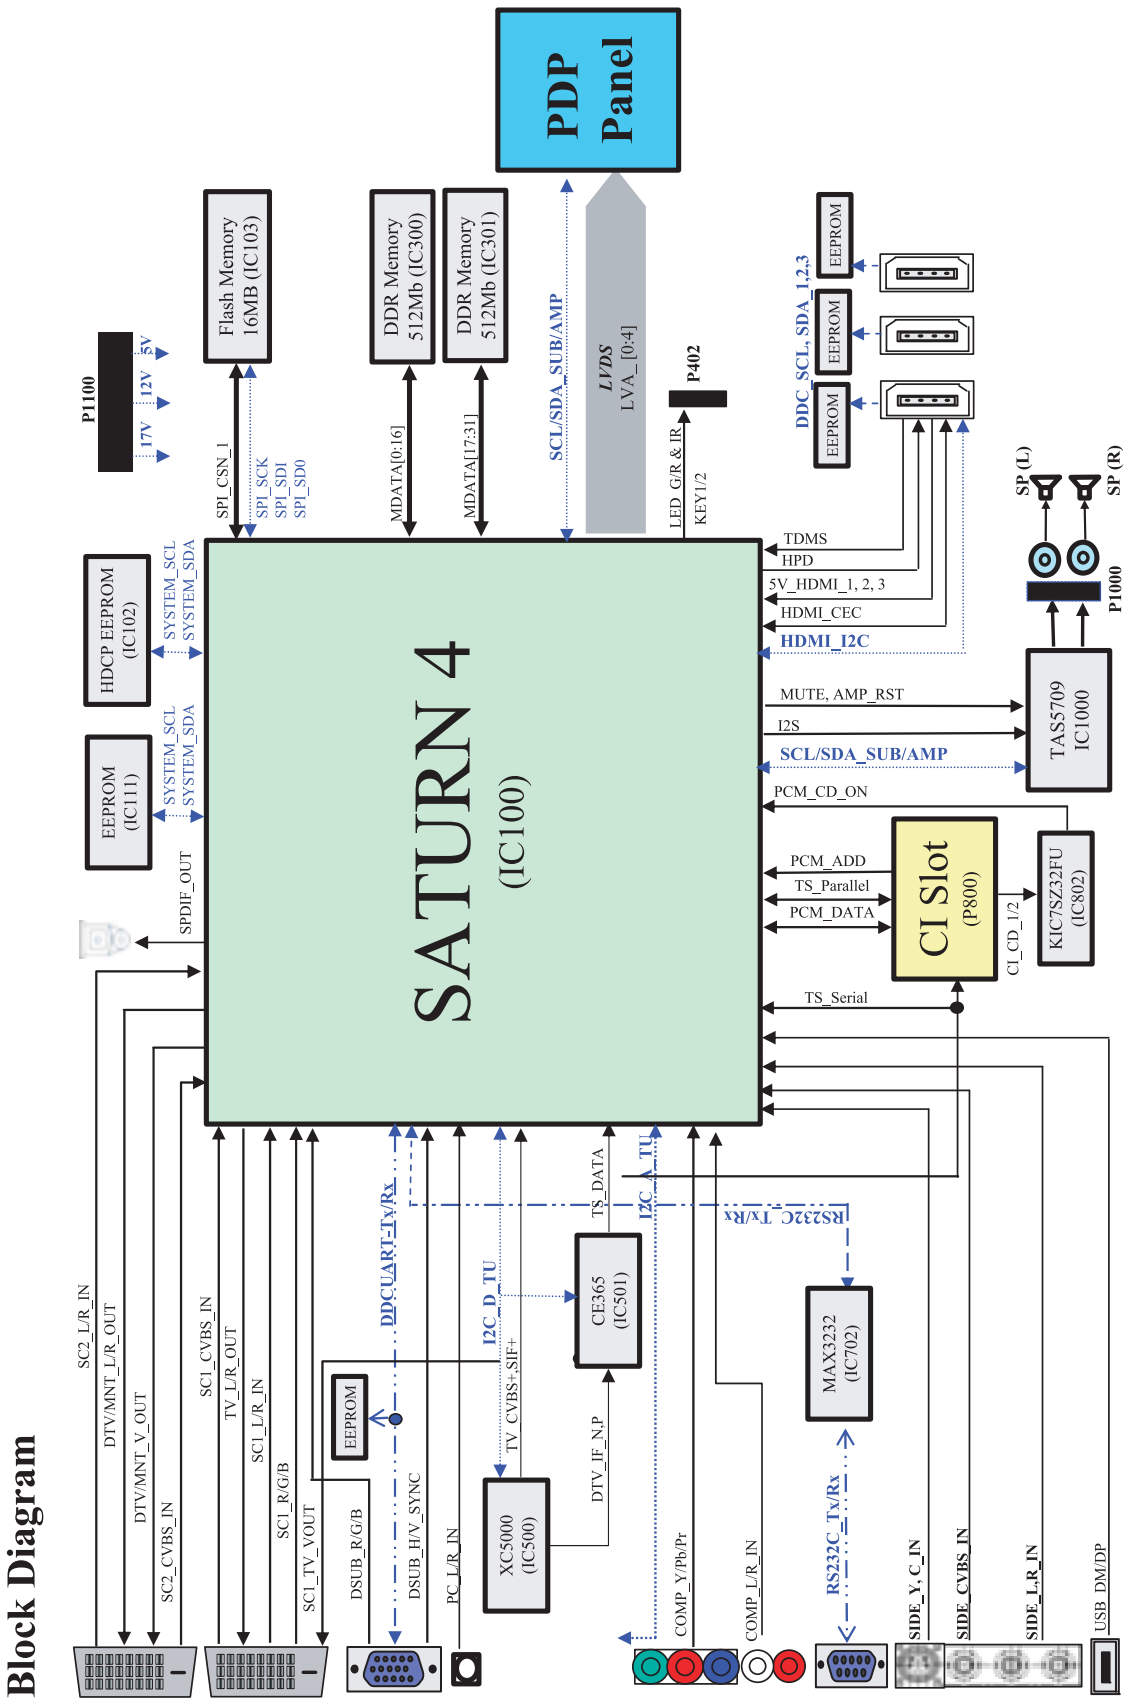 Block Diagram
SC2_L/R_IN
DTV/MNT_L/R_OUT
DTV/MNT_V_OUT
SC2_CVBS_IN
SC1_CVBS_IN
TV_L/R_OUT
SC1_L/R_IN
SC1_R/G/B
SC1_TV_VOUT
DSUB_R/G/B
EEPROM
DDCUART-Tx/Rx
DSUB_H/V_SYNC
PC_L/R_IN
I2C_D_TU
TV_CVBS+,SIF+
XC5000
(IC500)
DTV_IF_N,P
CE365
(IC501)
TS_DATA
I2C_A_TU
COMP_Y/Pb/Pr
COMP_L/R_IN
RS232C_Tx/Rx
MAX3232
(IC702)
RS232C_Tx/Rx
SIDE_Y, C_IN
SIDE_CVBS_IN
SIDE_L,R_IN
USB_DM/DP
SPDIF_OUT
EEPROM
(IC111)
SYSTEM_SCL
SYSTEM_SDA
HDCP EEPROM
(IC102)
SYSTEM_SCL
SYSTEM_SDA
SATURN 4
(IC100)
P1100
17V
12V
5V
SPI_CSN_1
SPI_SCK
SPI_SDI
SPI_SD0
Flash Memory
16MB (IC103)
MDATA[0:16]
DDR Memory
512Mb (IC300)
MDATA[17:31]
DDR Memory
512Mb (IC301)
SCL/SDA_SUB/AMP
LVDS
LVA_[0:4]
PDP
Panel
LED_G/R & IR
KEY1/2
P402
DDC_SCL, SDA_1,2,3
EEPROM
EEPROM
EEPROM
TDMS
HPD
5V_HDMI_1, 2, 3
HDMI_CEC
HDMI_I2C
MUTE, AMP_RST
I2S
SCL/SDA_SUB/AMP
TAS5709
IC1000
P1000
SP (L)
SP (R)
PCM_CD_ON
PCM_ADD
TS_Parallel
PCM_DATA
CI Slot
(P800)
CI_CD_1/2
KIC7SZ32FU
(IC802)
TS_Serial